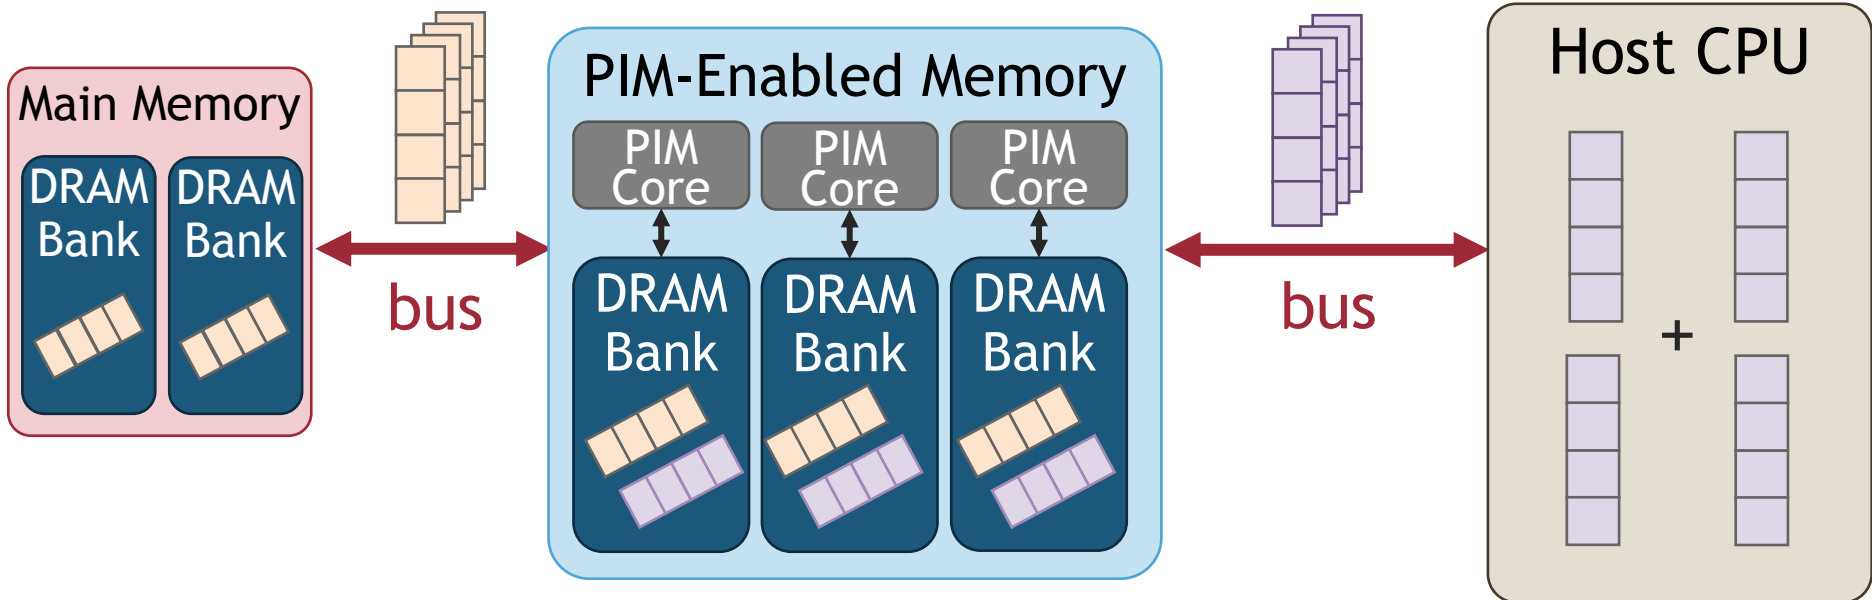 Main Memory
DRAM
Bank
DRAM
Bank
bus
PIM-Enabled Memory
PIM
Core
PIM
Core
PIM
Core
DRAM
Bank
DRAM
Bank
DRAM
Bank
bus
Host CPU
+